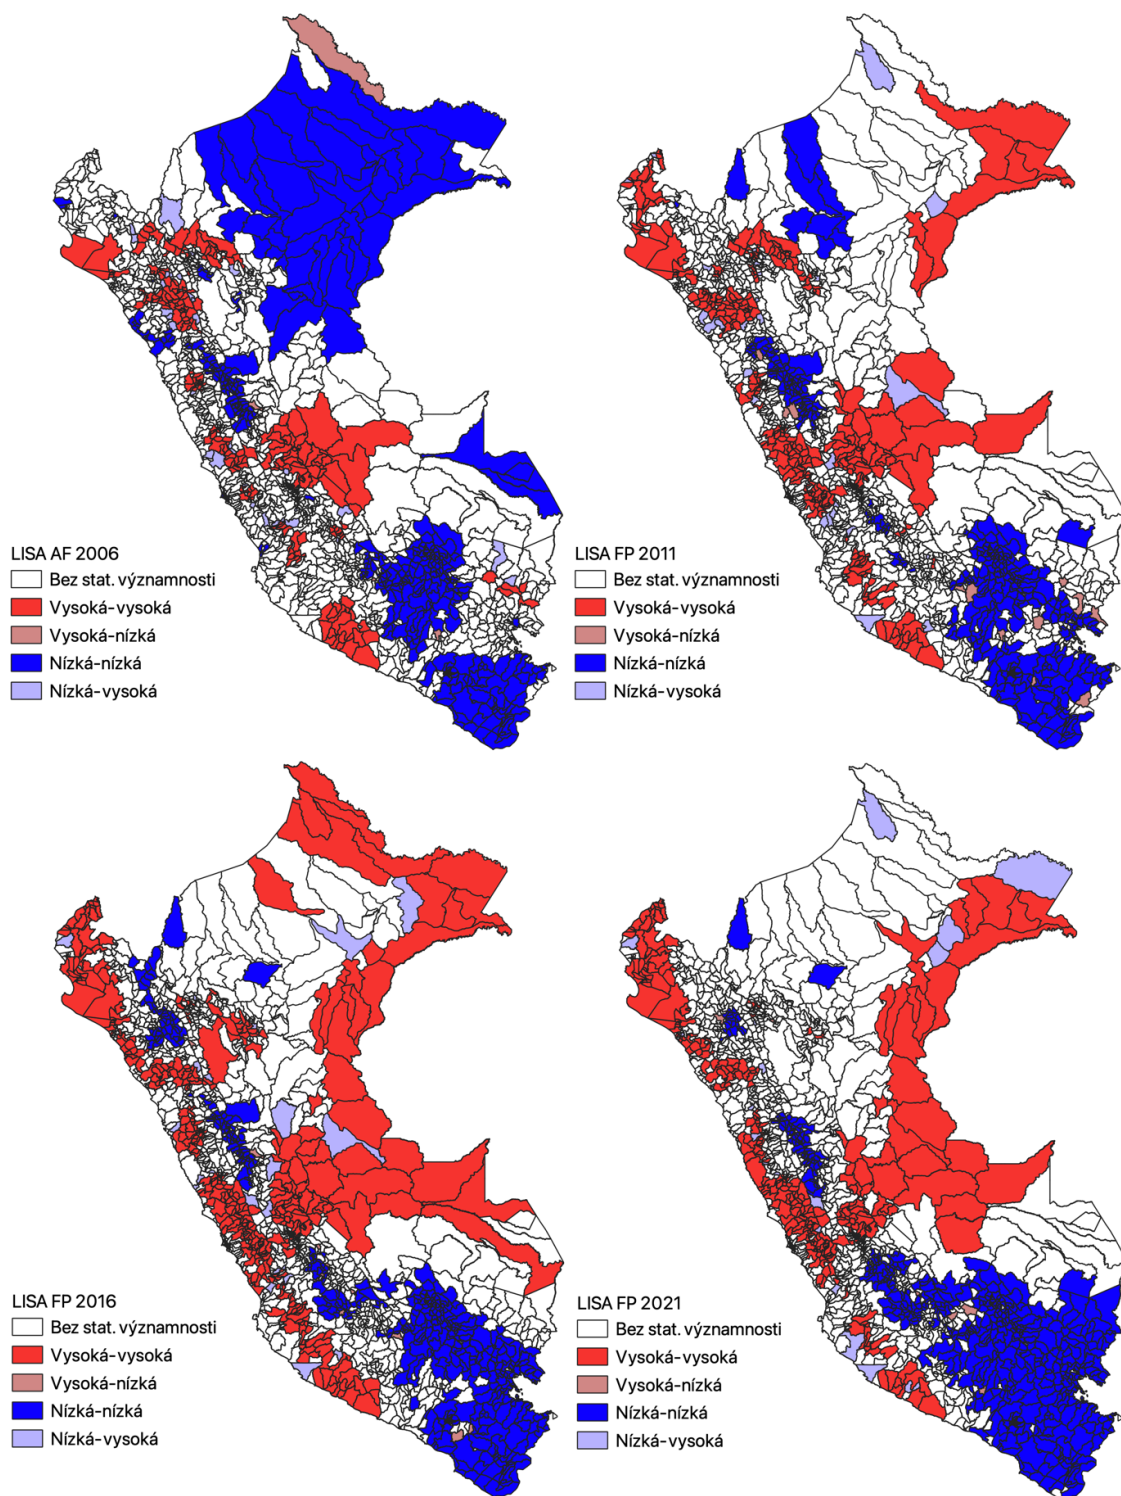 LISA AF 2006
Bez stat. významnosti
Vysoká-vysoká
Vysoká-nízká
Nízká-nízká
Nízká-vysoká
LISA FP 2011
Bez stat. významnosti
Vysoká-vysoká
Vysoká-nízká
Nízká-nízká
Nízká-vysoká
LISA FP 2016
Bez stat. významnosti
Vysoká-vysoká
Vysoká-nízká
Nízká-nízká
Nízká-vysoká
LISA FP 2021
Bez stat. významnosti
Vysoká-vysoká
Vysoká-nízká
Nízká-nízká
Nízká-vysoká